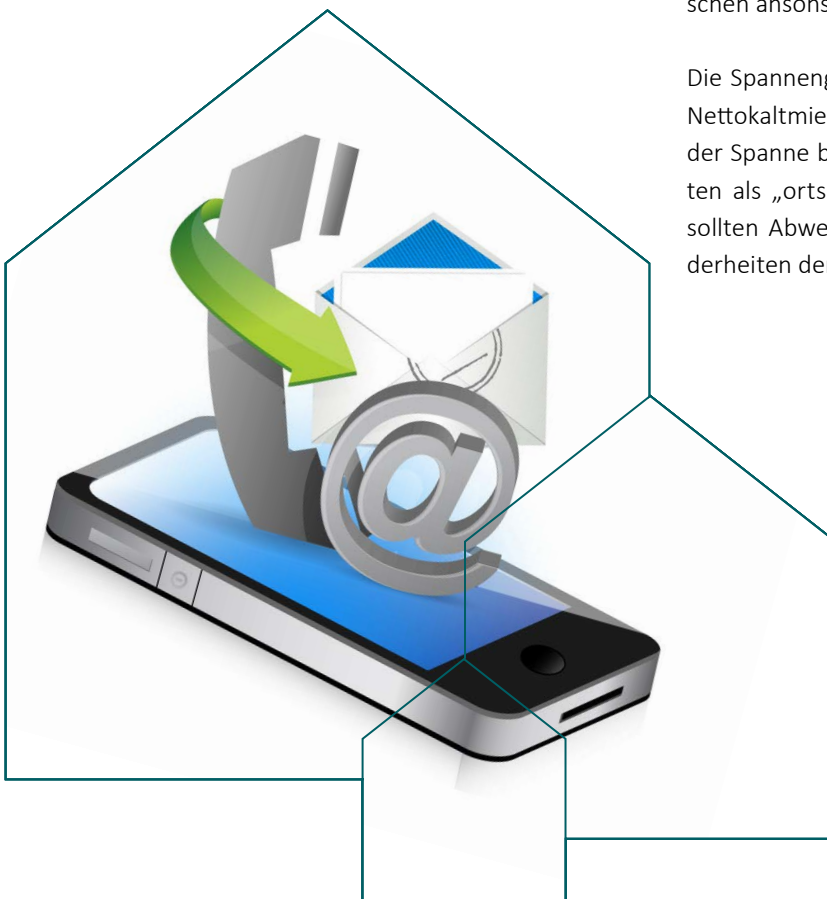 schen ansons
Die Spanneng
Nettokaltmie
der Spanne b
ten als „orts
sollten Abwe
derheiten de
@